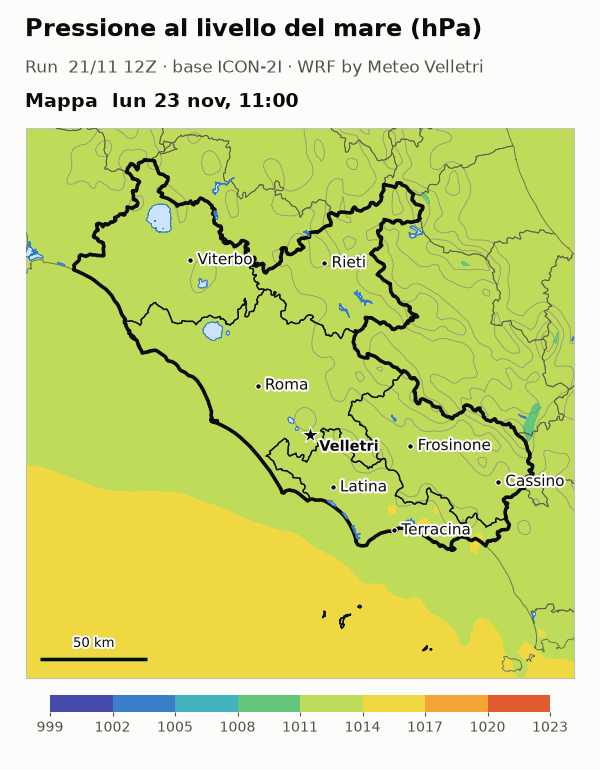 Pressione al livello del mare (hPa)
Run 21/11 12Z · base ICON-2I · WRF by Meteo Velletri
Mappa lun 23 nov, 11:00
Viterbo
Rieti
Roma
Velletri
Frosinone
Cassino
Latina
Terracina
50 km
999 1002 1005 1008 1011 1014 1017 1020 1023